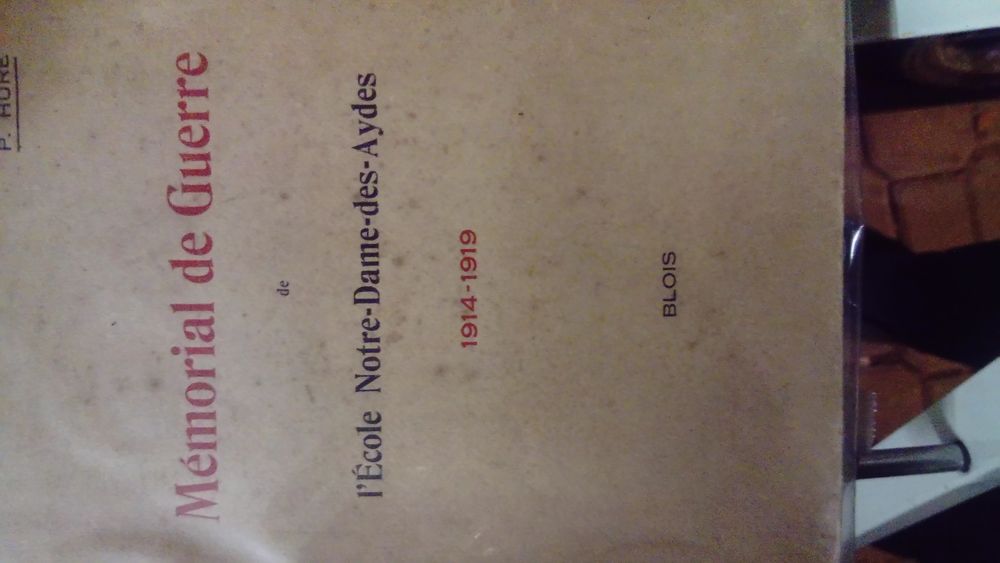 P. HURÉ
Mémorial de Guerre
de
l'École Notre-Dame-des-Aydes
1914-1919
BLOIS